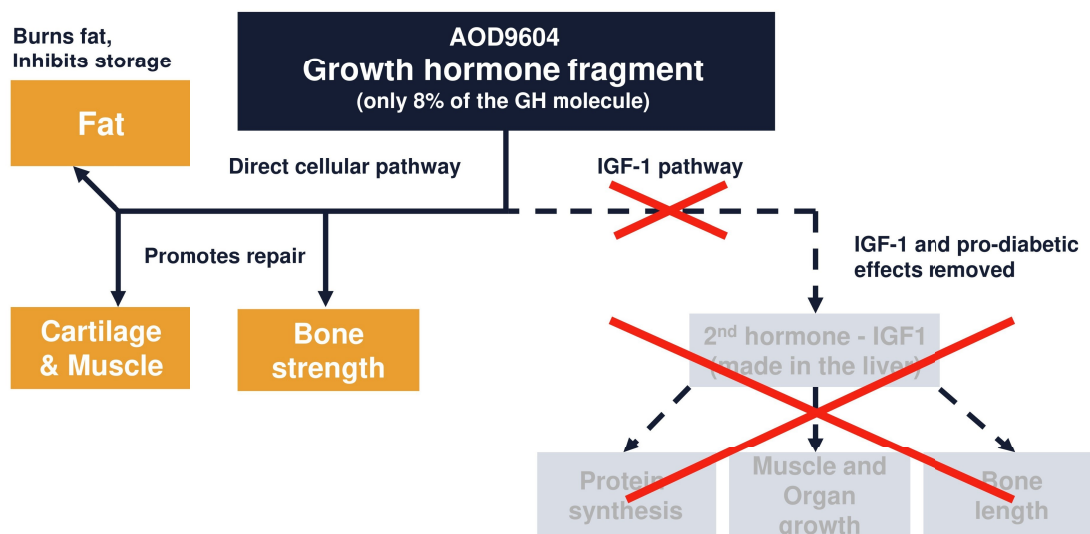 Burns fat,
Inhibits storage
Fat
AOD9604
Growth hormone fragment
(only 8% of the GH molecule)
Direct cellular pathway
IGF-1 pathway
Promotes repair
IGF-1 and pro-diabetic
effects removed
Cartilage
& Muscle
Bone
strength
2nd hormone - IGF1
(made in the liver)
Protein
synthesis
Muscle and
Organ
growth
Bone
length